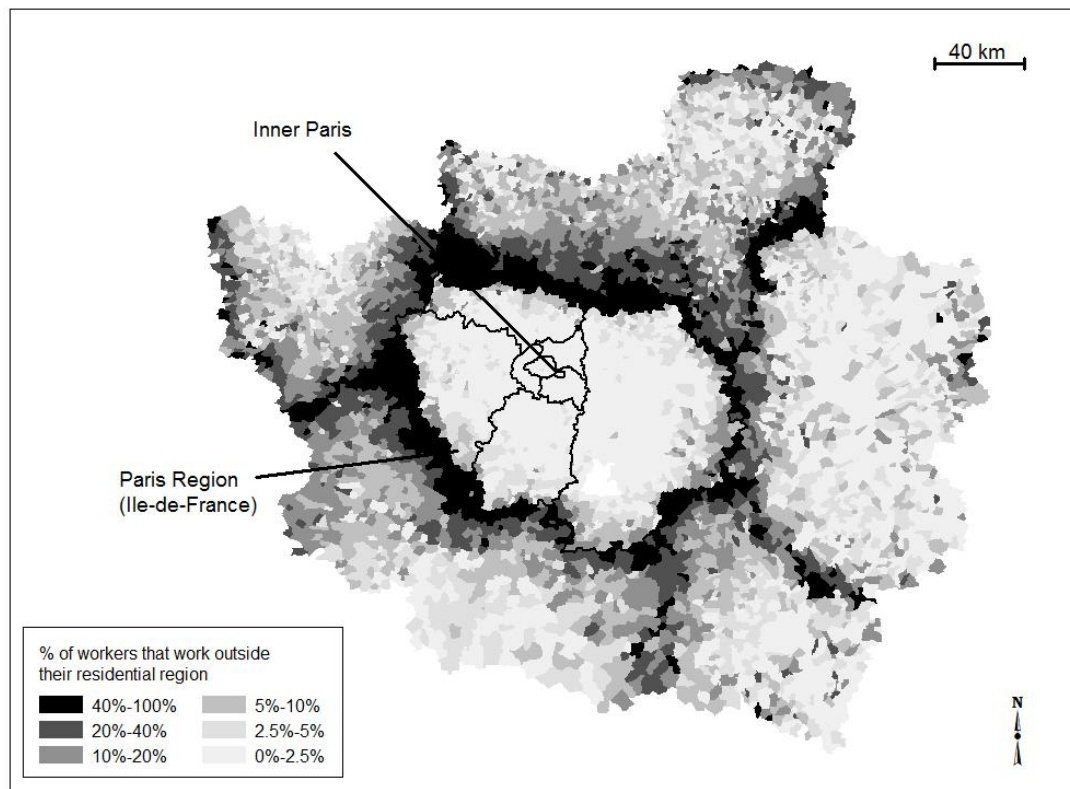 40 km
Inner Paris
Paris Region
(Ile-de-France)
% of workers that work outside
their residential region
40%-100%
20%-40%
10%-20%
5%-10%
2.5%-5%
0%-2.5%
N